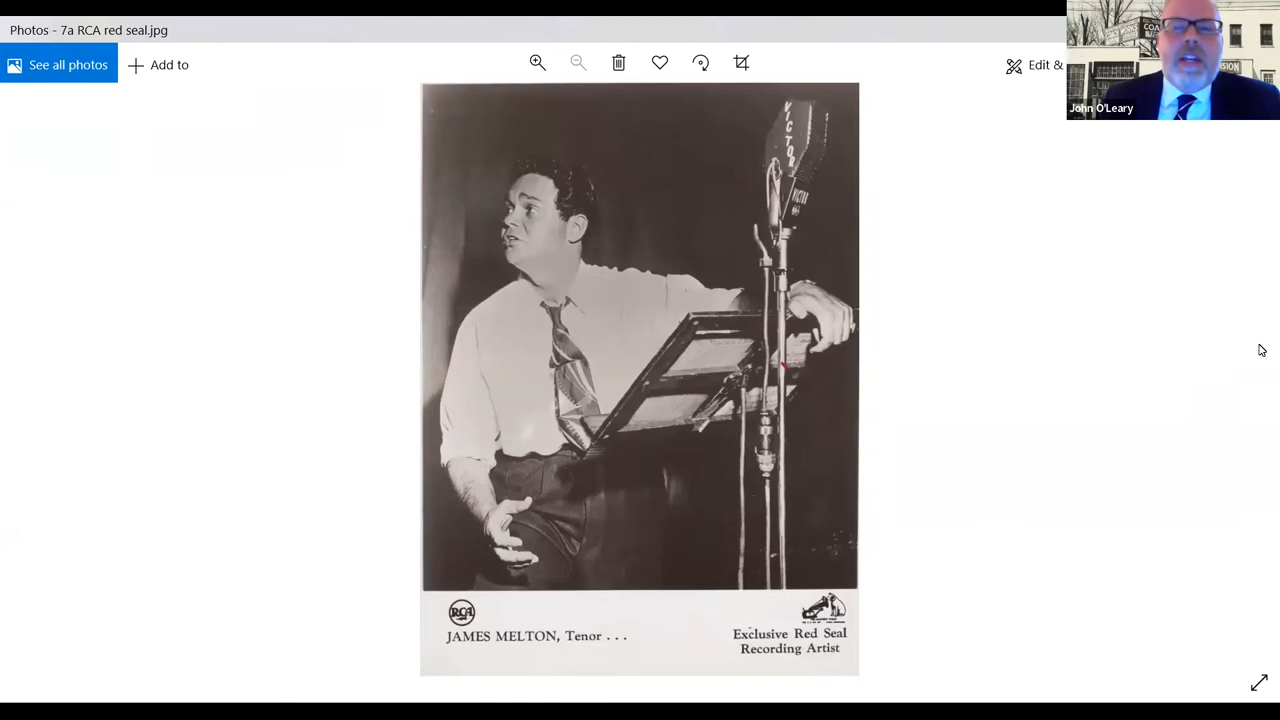 Photos - 7a RCA red seal.jpg
See all photos
Add to
Edit &
John O'Leary
VICTOR
VICTOR
RCA
JAMES MELTON, Tenor . . .
Exclusive Red Seal
Recording Artist